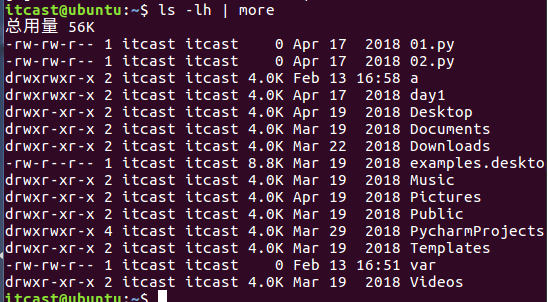 itcast@ubuntu:~$ ls -lh | more
总用量 56K
-rw-rw-r-- 1 itcast itcast    0 Apr 17  2018 01.py
-rw-rw-r-- 1 itcast itcast    0 Apr 17  2018 02.py
drwxrwxr-x 2 itcast itcast 4.0K Feb 13 16:58 a
drwxrwxr-x 2 itcast itcast 4.0K Apr 17  2018 day1
drwxr-xr-x 2 itcast itcast 4.0K Apr 19  2018 Desktop
drwxr-xr-x 2 itcast itcast 4.0K Mar 19  2018 Documents
drwxr-xr-x 2 itcast itcast 4.0K Mar 22  2018 Downloads
-rw-r--r-- 1 itcast itcast 8.8K Mar 19  2018 examples.deskto
drwxr-xr-x 2 itcast itcast 4.0K Mar 19  2018 Music
drwxr-xr-x 2 itcast itcast 4.0K Apr 19  2018 Pictures
drwxr-xr-x 2 itcast itcast 4.0K Mar 19  2018 Public
drwxrwxr-x 4 itcast itcast 4.0K Mar 29  2018 PycharmProjects
drwxr-xr-x 2 itcast itcast 4.0K Mar 19  2018 Templates
-rw-rw-r-- 1 itcast itcast    0 Feb 13 16:51 var
drwxr-xr-x 2 itcast itcast 4.0K Mar 19  2018 Videos
itcast@ubuntu:~$